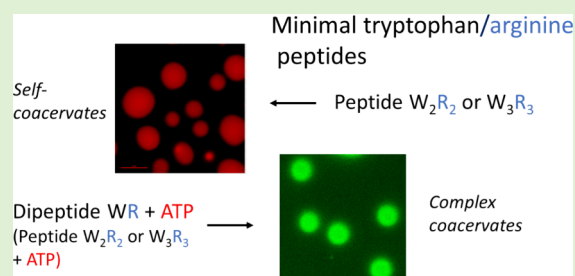 Minimal tryptophan/arginine
peptides
Self-
coacervates
Peptide W₂R₂ or W₃R₃
Dipeptide WR + ATP
(Peptide W₂R₂ or W₃R₃
+ ATP)
Complex
coacervates